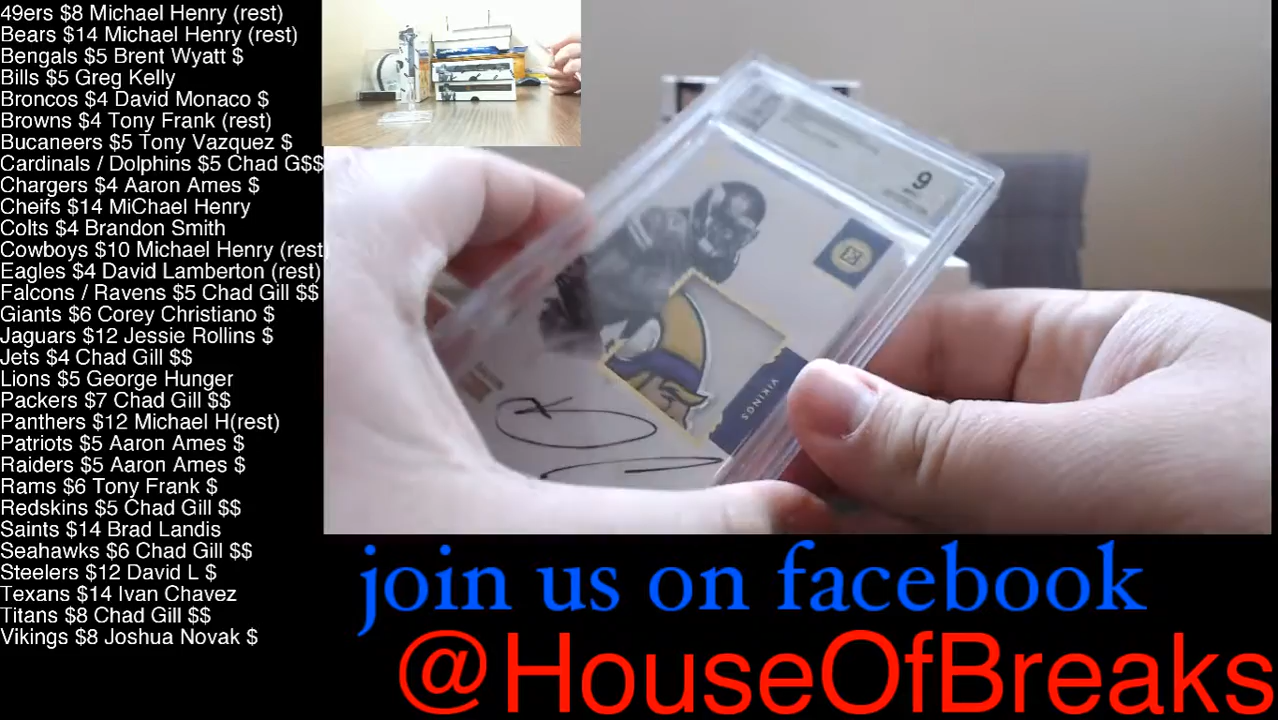 49ers $8 Michael Henry (rest)
Bears $14 Michael Henry (rest)
Bengals $5 Brent Wyatt $
Bills $5 Greg Kelly
Broncos $4 David Monaco $
Browns $4 Tony Frank (rest)
Bucaneers $5 Tony Vazquez $
Cardinals / Dolphins $5 Chad G$$
Chargers $4 Aaron Ames $
Cheifs $14 MiChael Henry
Colts $4 Brandon Smith
Cowboys $10 Michael Henry (rest)
Eagles $4 David Lamberton (rest)
Falcons / Ravens $5 Chad Gill $$
Giants $6 Corey Christiano $
Jaguars $12 Jessie Rollins $
Jets $4 Chad Gill $$
Lions $5 George Hunger
Packers $7 Chad Gill $$
Panthers $12 Michael H(rest)
Patriots $5 Aaron Ames $
Raiders $5 Aaron Ames $
Rams $6 Tony Frank $
Redskins $5 Chad Gill $$
Saints $14 Brad Landis
Seahawks $6 Chad Gill $$
Steelers $12 David L $
Texans $14 Ivan Chavez
Titans $8 Chad Gill $$
Vikings $8 Joshua Novak $
9
VIKINGS
join us on facebook
@HouseOfBreaks